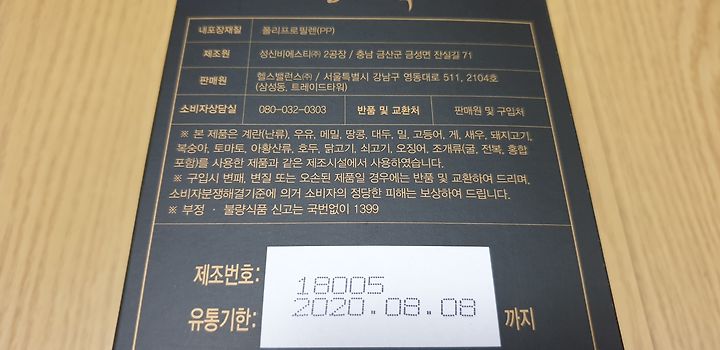 내포장재질 폴리프로필렌(PP)
제조원 성신비에스티㈜ 2공장 / 충남 금산군 금성면 잔실길 71
판매원 헬스밸런스㈜ / 서울특별시 강남구 영동대로 511, 2104호
(삼성동, 트레이드타워)
소비자상담실 080-032-0303 반품 및 교환처 판매원 및 구입처
※ 본 제품은 계란(난류), 우유, 메밀, 땅콩, 대두, 밀, 고등어, 게, 새우, 돼지고기,
복숭아, 토마토, 아황산류, 호두, 닭고기, 쇠고기, 오징어, 조개류(굴, 전복, 홍합
포함)를 사용한 제품과 같은 제조시설에서 사용하였습니다.
※ 구입시 변패, 변질 또는 오손된 제품일 경우에는 반품 및 교환하여 드리며,
소비자분쟁해결기준에 의거 소비자의 정당한 피해는 보상하여 드립니다.
※ 부정 · 불량식품 신고는 국번없이 1399
제조번호: 18005
유통기한: 2020.08.08 까지